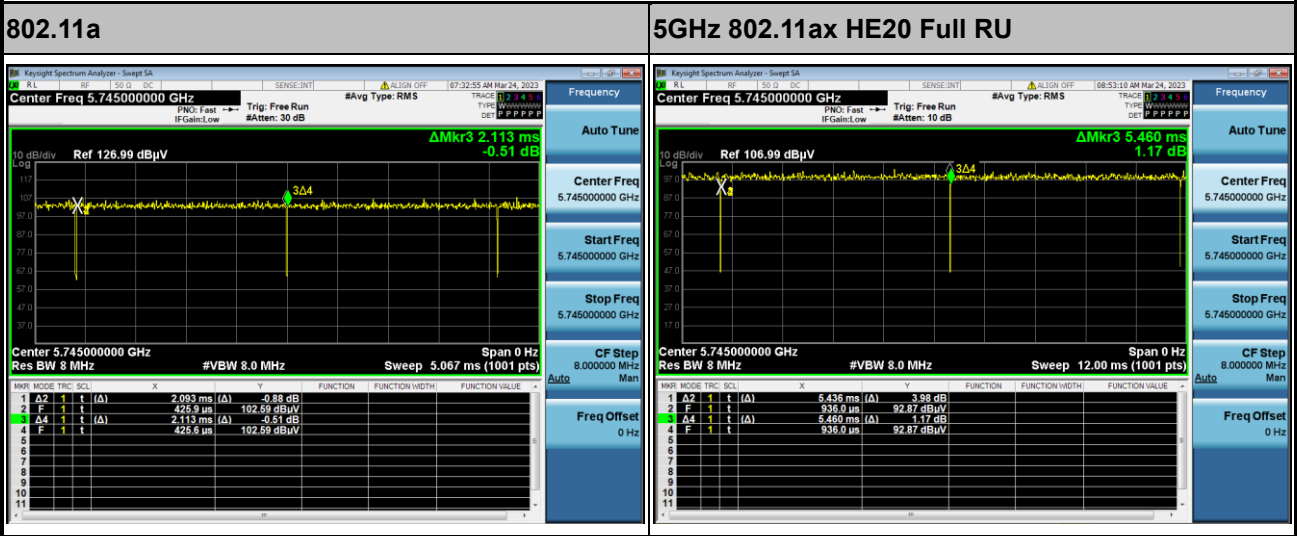 802.11a
Keysight Spectrum Analyzer - Swept SA
RL RF 50 Ω DC SENSE:INT ALIGN OFF 07:32:55 AM Mar 24, 2023
Center Freq 5.745000000 GHz
#Avg Type: RMS
TRACE 1 2 3 4 5 6
PNO: Fast
Trig: Free Run
TYPE
IFGain:Low
#Atten: 30 dB
DET P P P P P P
ΔMkr3 2.113 ms
-0.51 dB
10 dB/div
Ref 126.99 dBµV
Log
117
107
97.0
87.0
77.0
67.0
57.0
47.0
37.0
3Δ4
Center 5.745000000 GHz
Span 0 Hz
Res BW 8 MHz
#VBW 8.0 MHz
Sweep 5.067 ms (1001 pts)
MKR MODE TRC SCL X Y FUNCTION FUNCTION WIDTH FUNCTION VALUE
1 Δ2 1 t (Δ) 2.093 ms (Δ) -0.88 dB
2 F 1 t 425.9 µs 102.59 dBµV
3 Δ4 1 t (Δ) 2.113 ms (Δ) -0.51 dB
4 F 1 t 425.6 µs 102.59 dBµV
5
6
7
8
9
10
11
Frequency
Auto Tune
Center Freq
5.745000000 GHz
Start Freq
5.745000000 GHz
Stop Freq
5.745000000 GHz
CF Step
8.000000 MHz
Auto Man
Freq Offset
0 Hz
5GHz 802.11ax HE20 Full RU
Keysight Spectrum Analyzer - Swept SA
RL RF 50 Ω DC SENSE:INT ALIGN OFF 08:53:10 AM Mar 24, 2023
Center Freq 5.745000000 GHz
#Avg Type: RMS
TRACE 1 2 3 4 5 6
PNO: Fast
Trig: Free Run
TYPE
IFGain:Low
#Atten: 10 dB
DET P P P P P P
ΔMkr3 5.460 ms
1.17 dB
10 dB/div
Ref 106.99 dBµV
Log
97.0
87.0
77.0
67.0
57.0
47.0
37.0
27.0
17.0
3Δ4
Center 5.745000000 GHz
Span 0 Hz
Res BW 8 MHz
#VBW 8.0 MHz
Sweep 12.00 ms (1001 pts)
MKR MODE TRC SCL X Y FUNCTION FUNCTION WIDTH FUNCTION VALUE
1 Δ2 1 t (Δ) 5.436 ms (Δ) 3.98 dB
2 F 1 t 936.0 µs 92.87 dBµV
3 Δ4 1 t (Δ) 5.460 ms (Δ) 1.17 dB
4 F 1 t 936.0 µs 92.87 dBµV
5
6
7
8
9
10
11
Frequency
Auto Tune
Center Freq
5.745000000 GHz
Start Freq
5.745000000 GHz
Stop Freq
5.745000000 GHz
CF Step
8.000000 MHz
Auto Man
Freq Offset
0 Hz